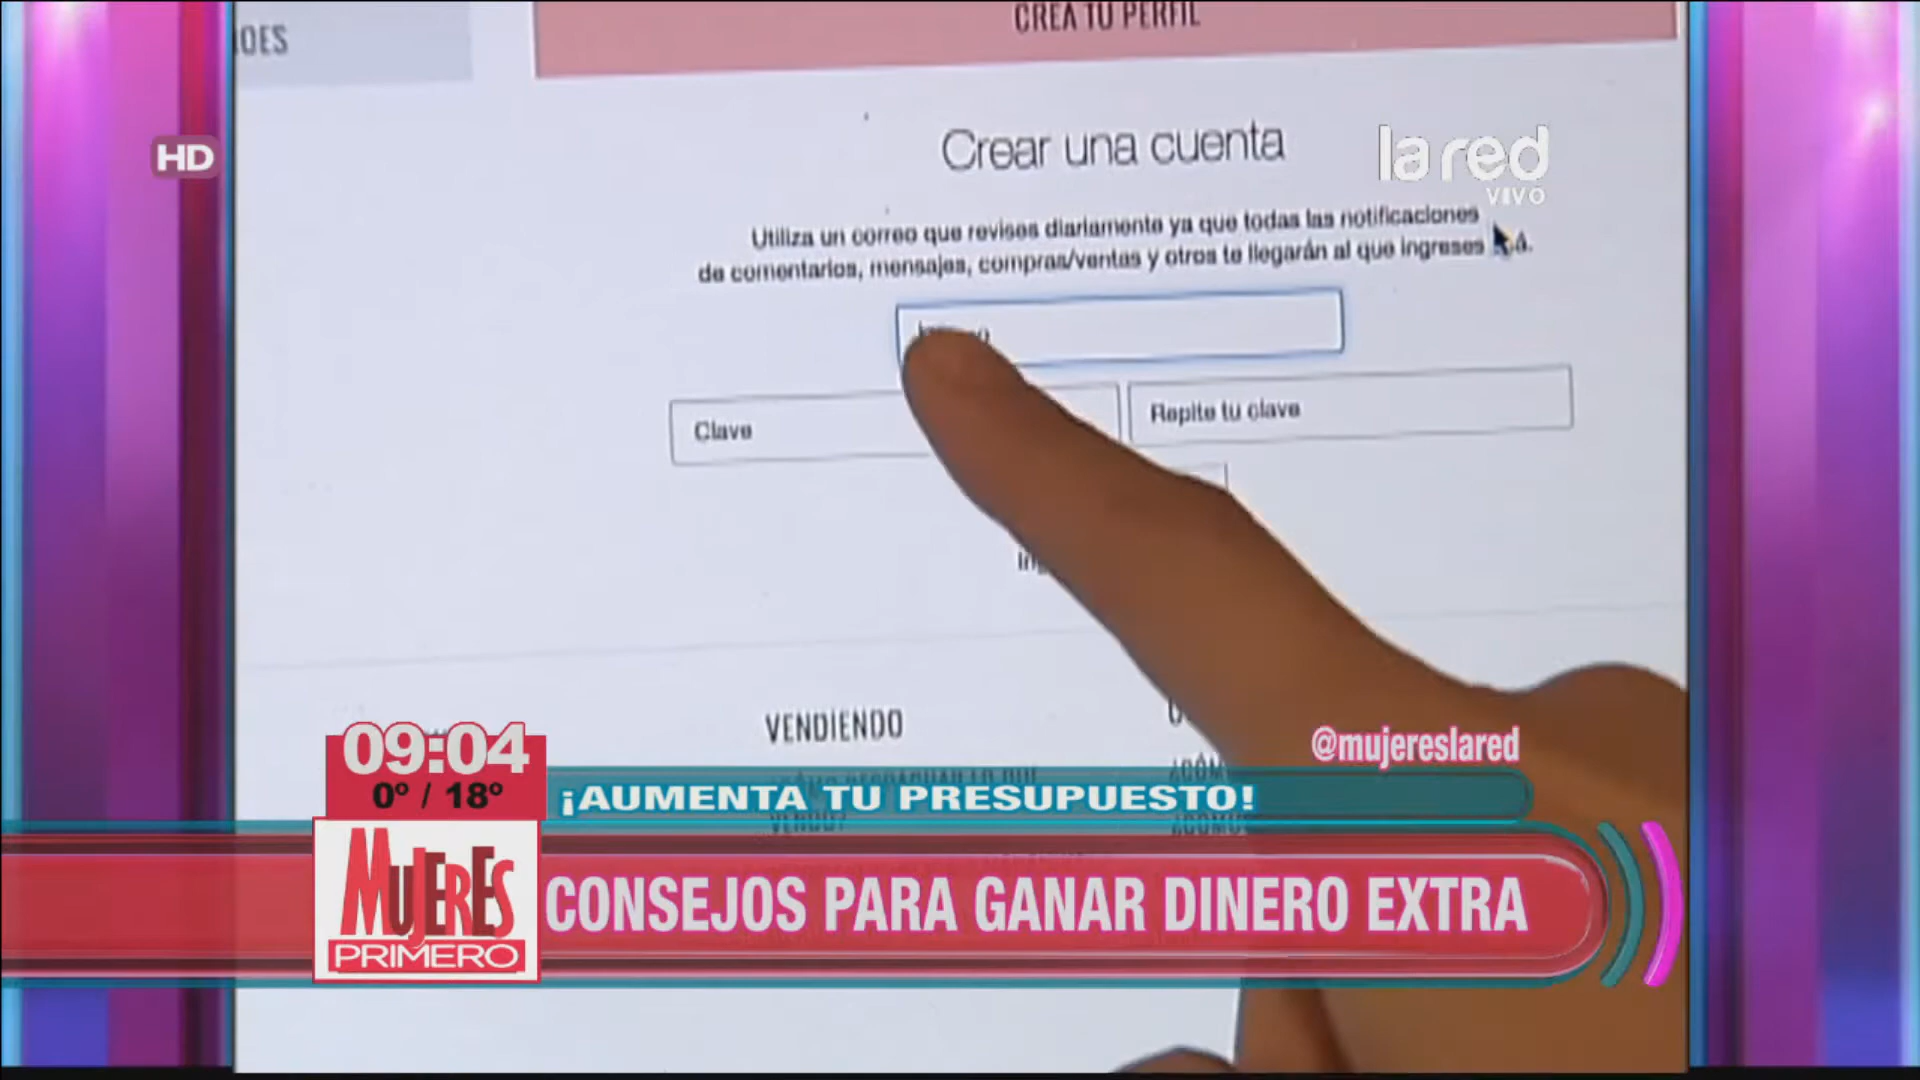 CREA TU PERFIL
HD
Crear una cuenta
la red
VIVO
Utiliza un correo que revises diariamente ya que todas las notificaciones
de comentarios, mensajes, compras/ventas y otros te llegarán al que ingreses
Clave
Repite tu clave
VENDIENDO
@mujereslared
09:04
0º / 18º
¡AUMENTA TU PRESUPUESTO!
MUJERES
PRIMERO
CONSEJOS PARA GANAR DINERO EXTRA